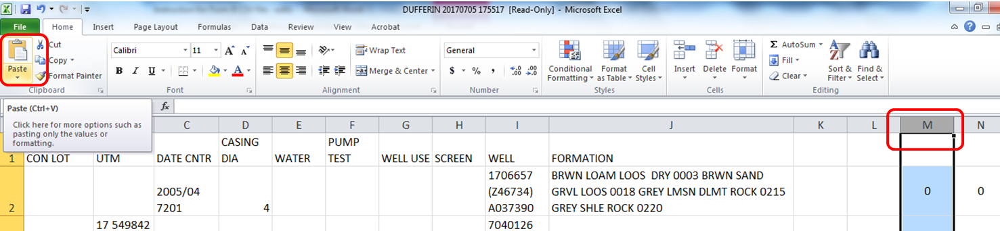 DUFFERIN 20170705 175517 [Read-Only] - Microsoft Excel
File Home Insert Page Layout Formulas Data Review View Acrobat
Paste
Cut
Copy
Format Painter
Clipboard
Calibri 11
B I U
Font
Wrap Text
Merge & Center
Alignment
General
$ % ,
Number
Conditional
Formatting
Format
as Table
Cell
Styles
Styles
Insert Delete Format
Cells
AutoSum
Fill
Clear
Sort &
Filter
Find &
Select
Editing
Paste (Ctrl+V)
Click here for more options such as
pasting only the values or
formatting.
fx
C D E F G H I J K L M N
1 CON LOT UTM DATE CNTR CASING
DIA WATER PUMP
TEST WELL USE SCREEN WELL FORMATION
2 2005/04
7201 4 1706657
(Z46734)
A037390 BRWN LOAM LOOS DRY 0003 BRWN SAND
GRVL LOOS 0018 GREY LMSN DLMT ROCK 0215
GREY SHLE ROCK 0220 0 0
17 549842 7040126